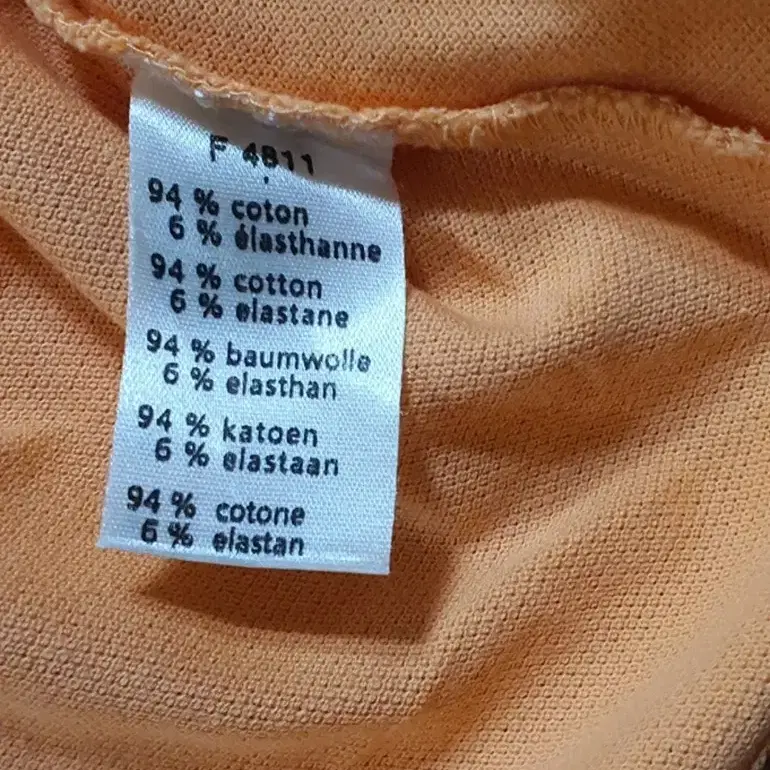 F 4811
94 % coton
6 % élasthanne
94 % cotton
6 % elastane
94 % baumwolle
6 % elasthan
94 % katoen
6 % elastaan
94 % cotone
6 % elastan